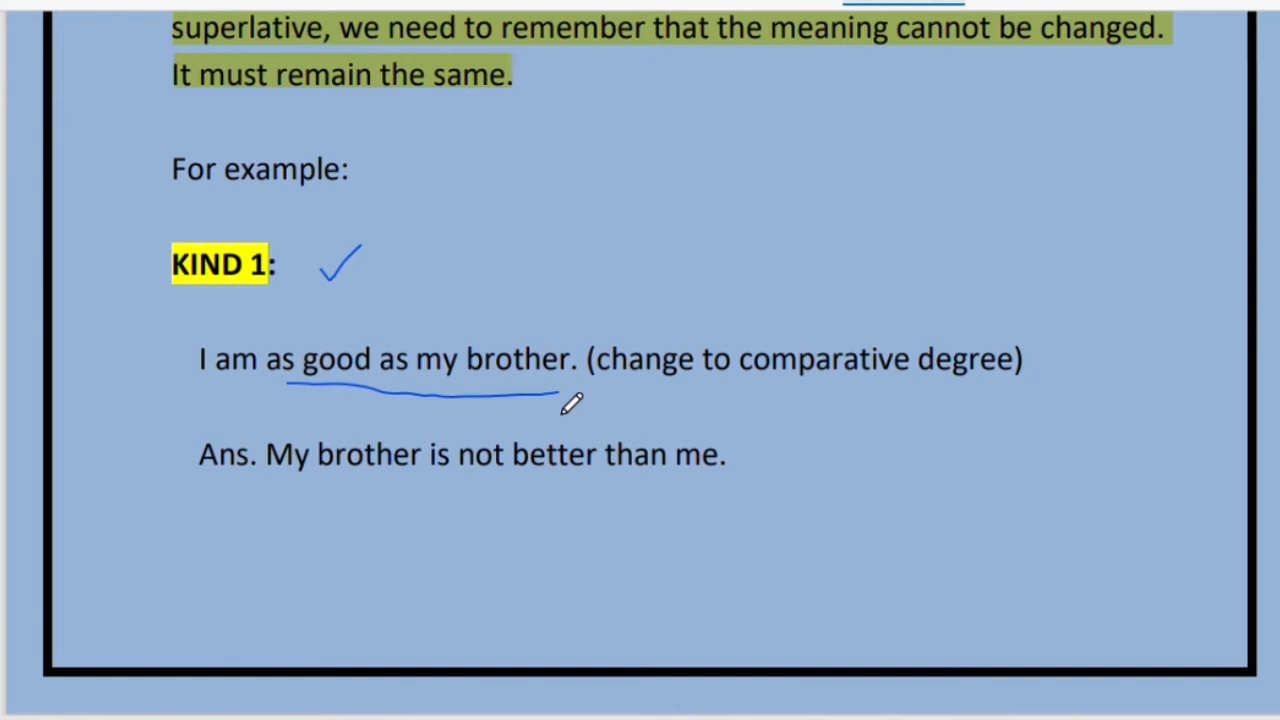 superlative, we need to remember that the meaning cannot be changed.
It must remain the same.
For example:
KIND 1:
I am as good as my brother. (change to comparative degree)
Ans. My brother is not better than me.